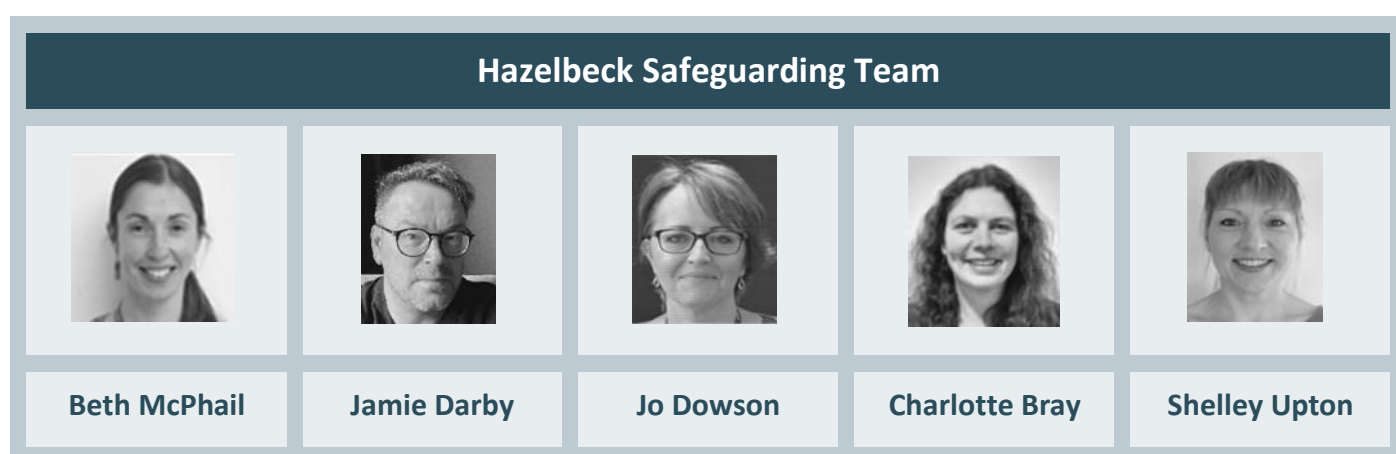 Hazelbeck Safeguarding Team
Beth McPhail
Jamie Darby
Jo Dowson
Charlotte Bray
Shelley Upton